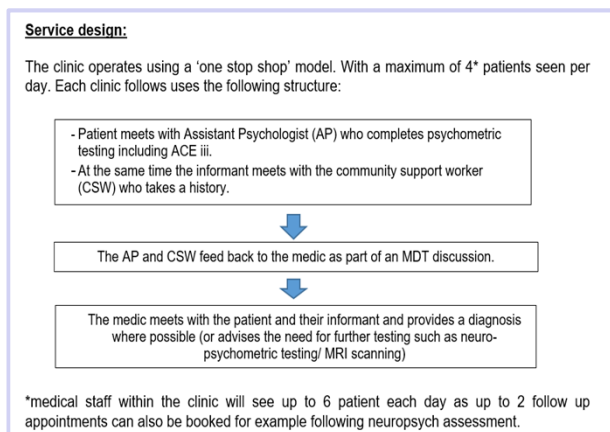 Service design:
The clinic operates using a ‘one stop shop’ model. With a maximum of 4* patients seen per
day. Each clinic follows uses the following structure:
- Patient meets with Assistant Psychologist (AP) who completes psychometric
testing including ACE iii.
- At the same time the informant meets with the community support worker
(CSW) who takes a history.
The AP and CSW feed back to the medic as part of an MDT discussion.
The medic meets with the patient and their informant and provides a diagnosis
where possible (or advises the need for further testing such as neuro-
psychometric testing/ MRI scanning)
*medical staff within the clinic will see up to 6 patient each day as up to 2 follow up
appointments can also be booked for example following neuropsych assessment.